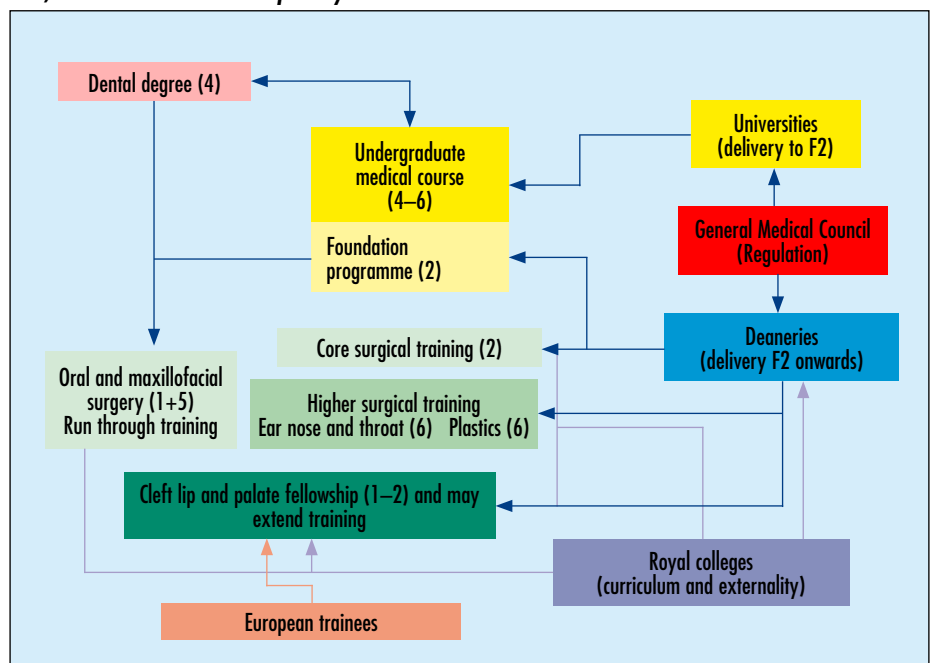 Dental degree (4)
Universities
(delivery to F2)
Undergraduate
medical course
(4–6)
General Medical Council
(Regulation)
Foundation
programme (2)
Deaneries
(delivery F2 onwards)
Core surgical training (2)
Oral and maxillofacial
surgery (1+5)
Run through training
Higher surgical training
Ear nose and throat (6) Plastics (6)
Cleft lip and palate fellowship (1–2) and may
extend training
Royal colleges
(curriculum and externality)
European trainees